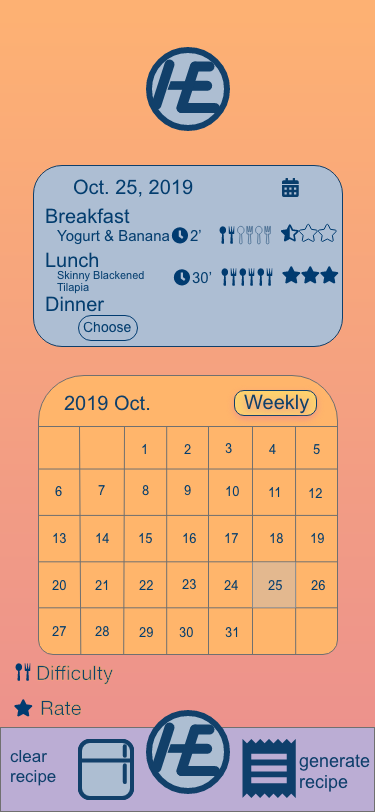 HE
Oct. 25, 2019
Breakfast
Yogurt & Banana 2'
Lunch
Skinny Blackened 30'
Tilapia
Dinner
Choose
2019 Oct. Weekly
1 2 3 4 5
6 7 8 9 10 11 12
13 14 15 16 17 18 19
20 21 22 23 24 25 26
27 28 29 30 31
Difficulty
Rate
HE
clear
recipe
generate
recipe